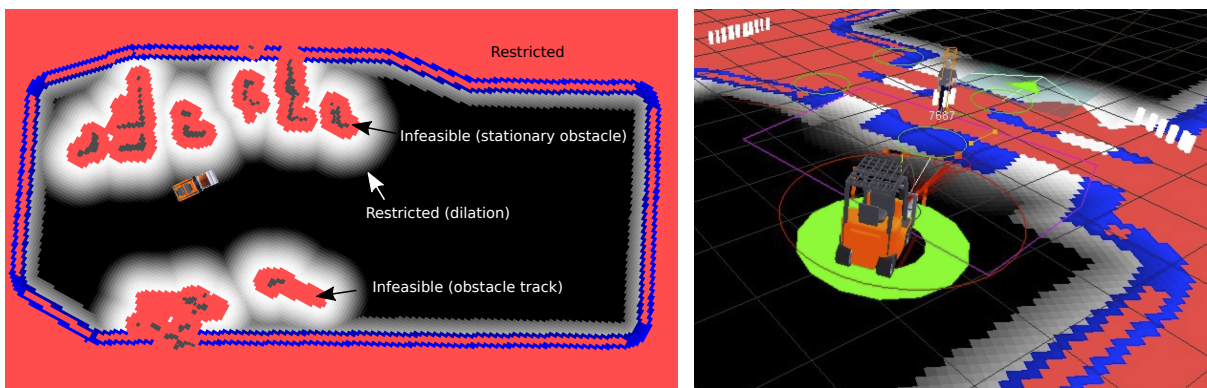 Restricted
Infeasible (stationary obstacle)
Restricted (dilation)
Infeasible (obstacle track)
7687